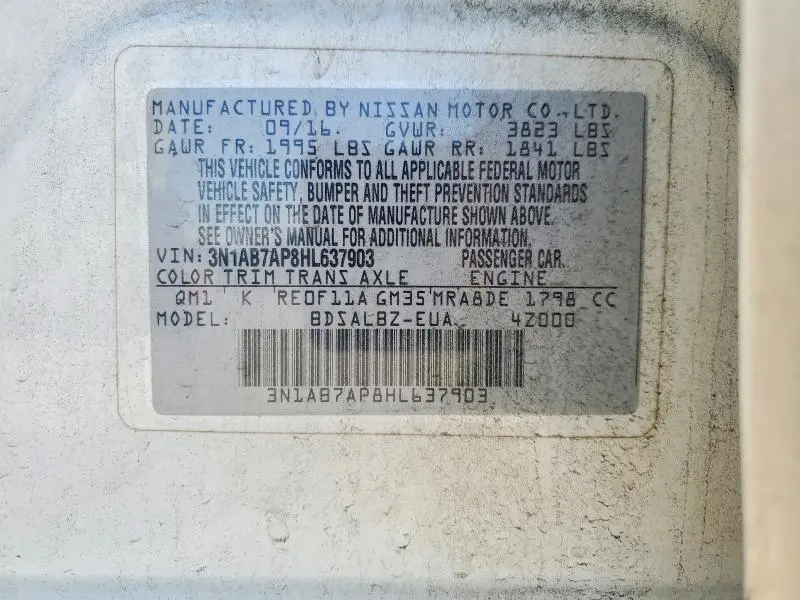 MANUFACTURED BY NISSAN MOTOR CO., LTD.
DATE: 09/16. GVWR: 3823 LBS
GAWR FR: 1995 LBS GAWR RR: 1841 LBS
THIS VEHICLE CONFORMS TO ALL APPLICABLE FEDERAL MOTOR
VEHICLE SAFETY, BUMPER AND THEFT PREVENTION STANDARDS
IN EFFECT ON THE DATE OF MANUFACTURE SHOWN ABOVE.
SEE OWNER'S MANUAL FOR ADDITIONAL INFORMATION.
VIN: 3N1AB7AP8HL637903 PASSENGER CAR.
COLOR TRIM TRANS AXLE ENGINE
QM1 K RE0F11A GM35 MRA8DE 1798 CC
MODEL: BDSALBZ-EUA 4Z000
3N1AB7AP8HL637903